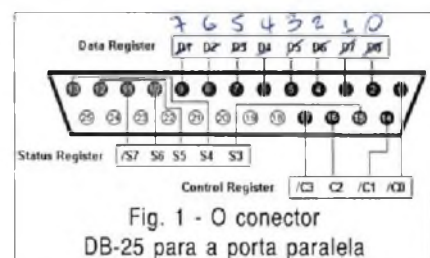 7 6 5 4 3 2 1 0
Data Register D1 D2 D3 D4 D5 D6 D7 D8
Status Register /S7 S6 S5 S4 S3
Control Register /C3 C2 /C1 /C0
Fig. 1 - O conector
DB-25 para a porta paralela